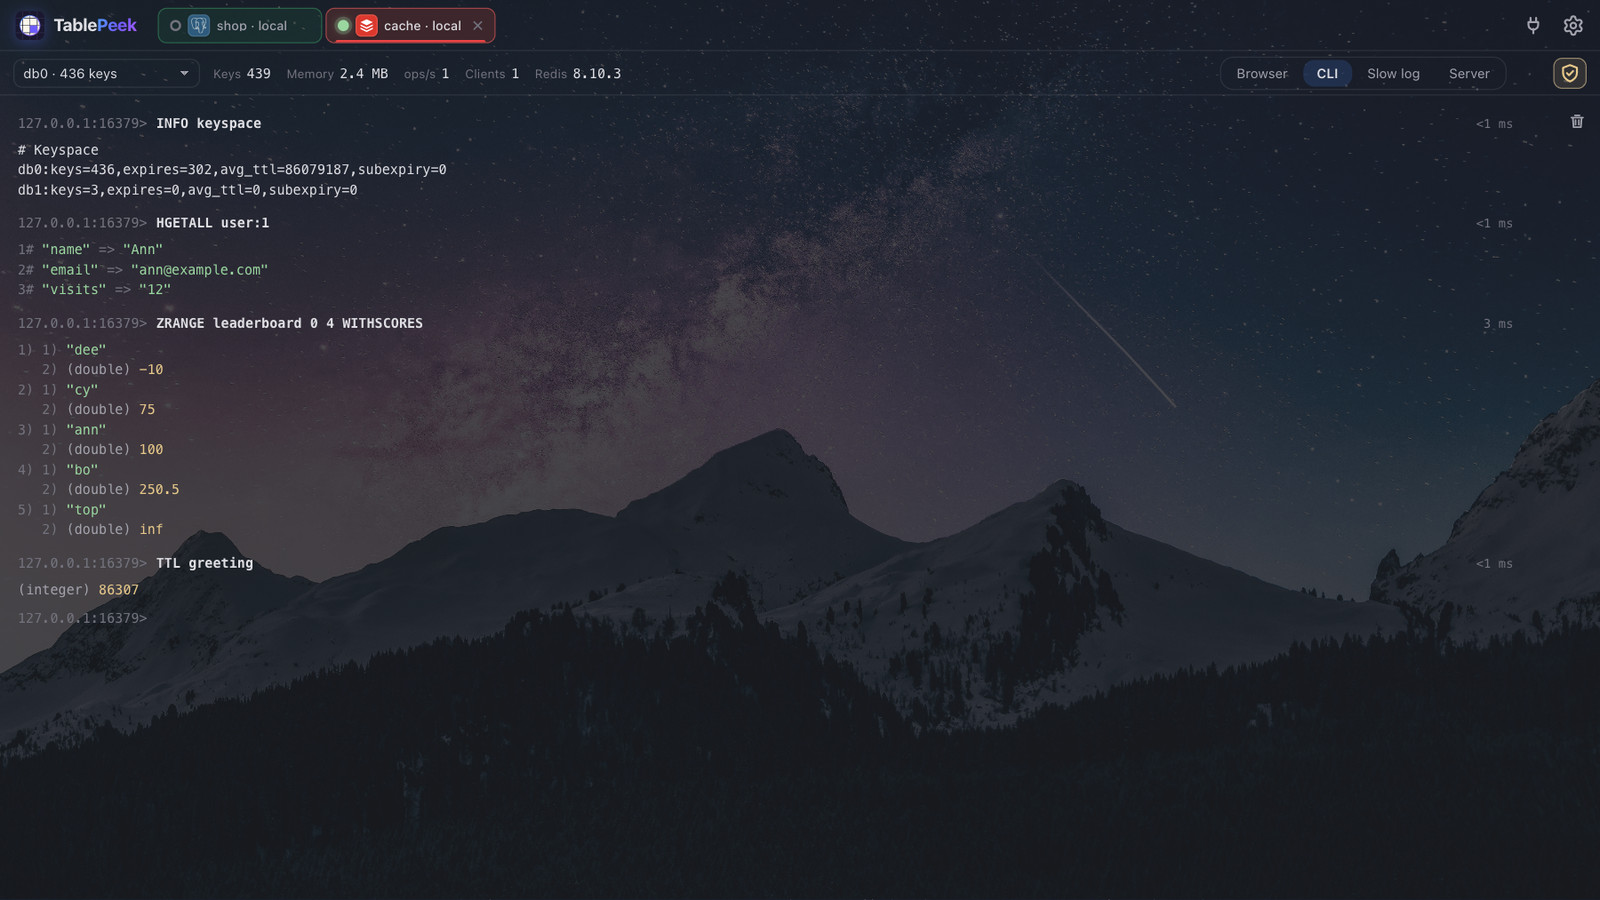 TablePeek
shop · local
cache · local
db0 · 436 keys
Keys 439 Memory 2.4 MB ops/s 1 Clients 1 Redis 8.10.3
Browser CLI Slow log Server
127.0.0.1:16379> INFO keyspace <1 ms
# Keyspace
db0:keys=436,expires=302,avg_ttl=86079187,subexpiry=0
db1:keys=3,expires=0,avg_ttl=0,subexpiry=0
127.0.0.1:16379> HGETALL user:1 <1 ms
1# "name" => "Ann"
2# "email" => "ann@example.com"
3# "visits" => "12"
127.0.0.1:16379> ZRANGE leaderboard 0 4 WITHSCORES 3 ms
1) 1) "dee"
2) (double) -10
2) 1) "cy"
2) (double) 75
3) 1) "ann"
2) (double) 100
4) 1) "bo"
2) (double) 250.5
5) 1) "top"
2) (double) inf
127.0.0.1:16379> TTL greeting <1 ms
(integer) 86307
127.0.0.1:16379>